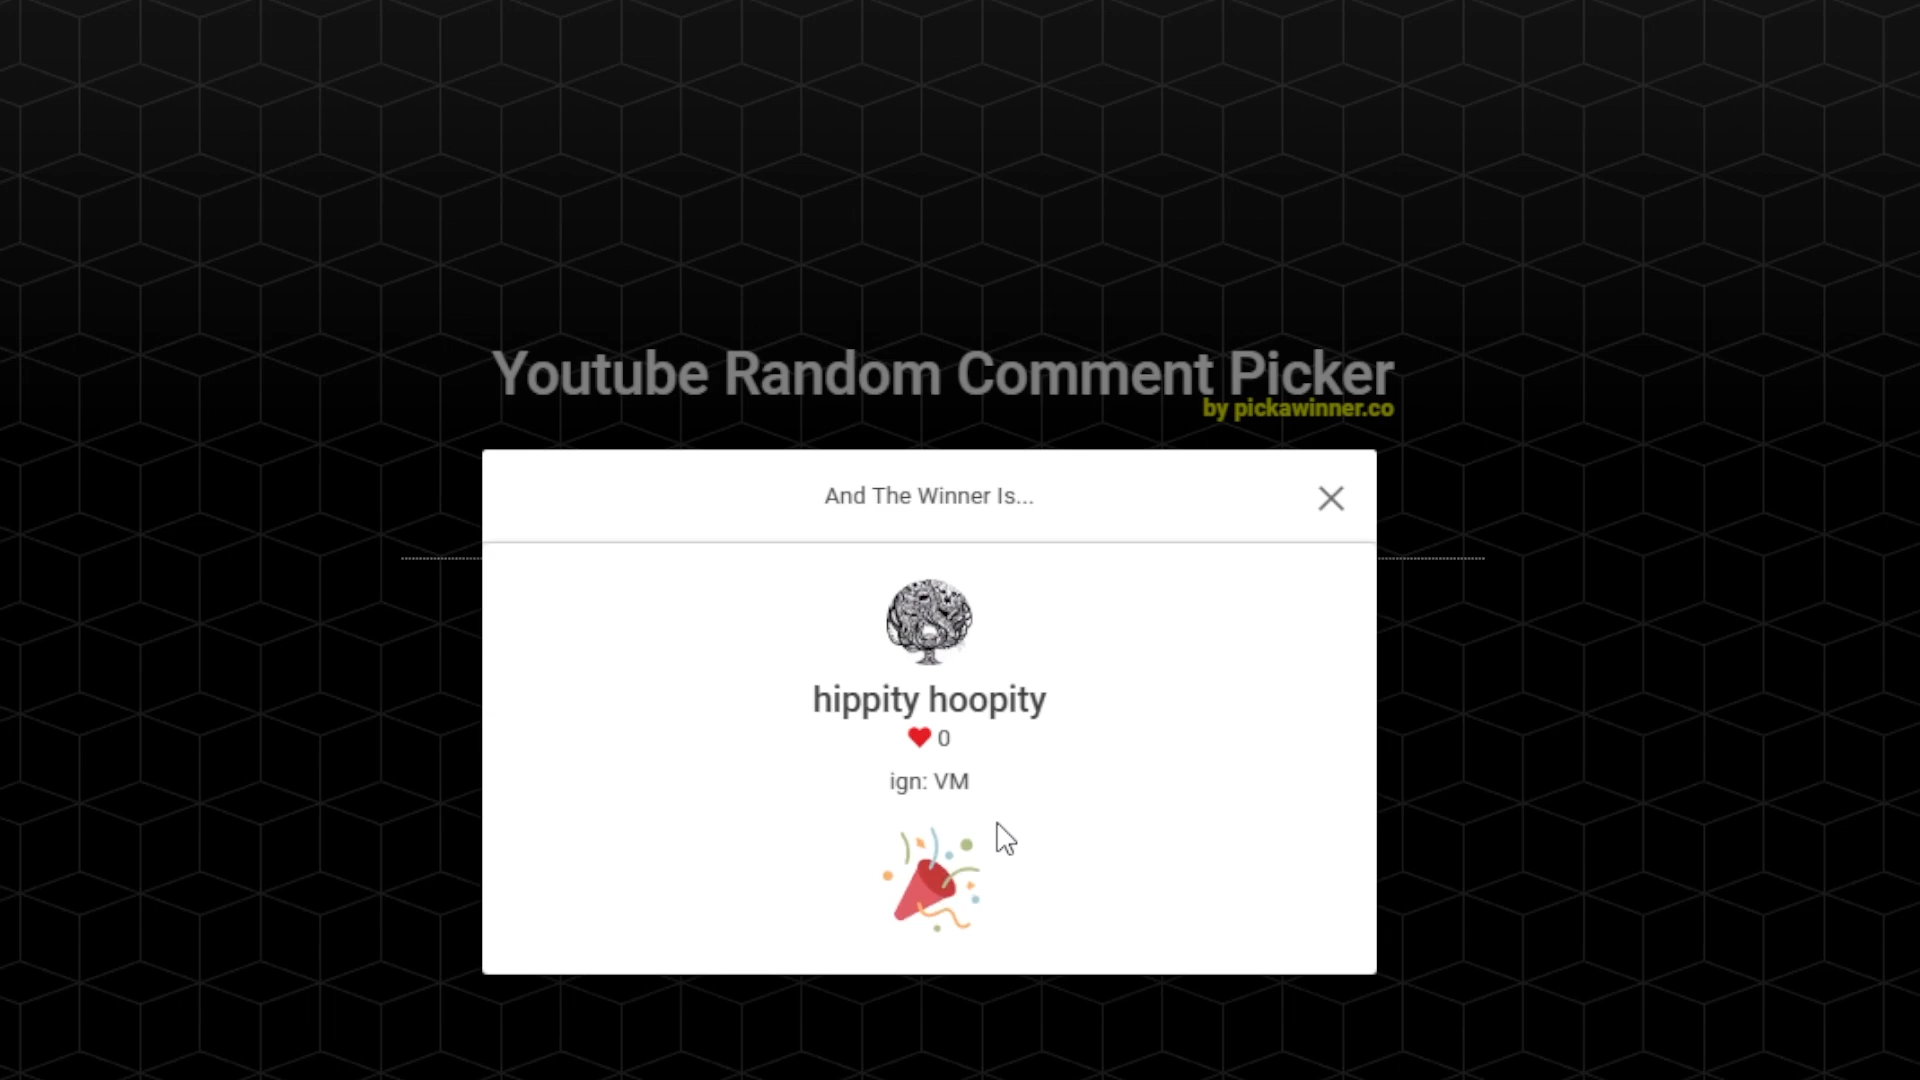 Youtube Random Comment Picker
by pickawinner.co
And The Winner Is...
hippity hoopity
0
ign: VM